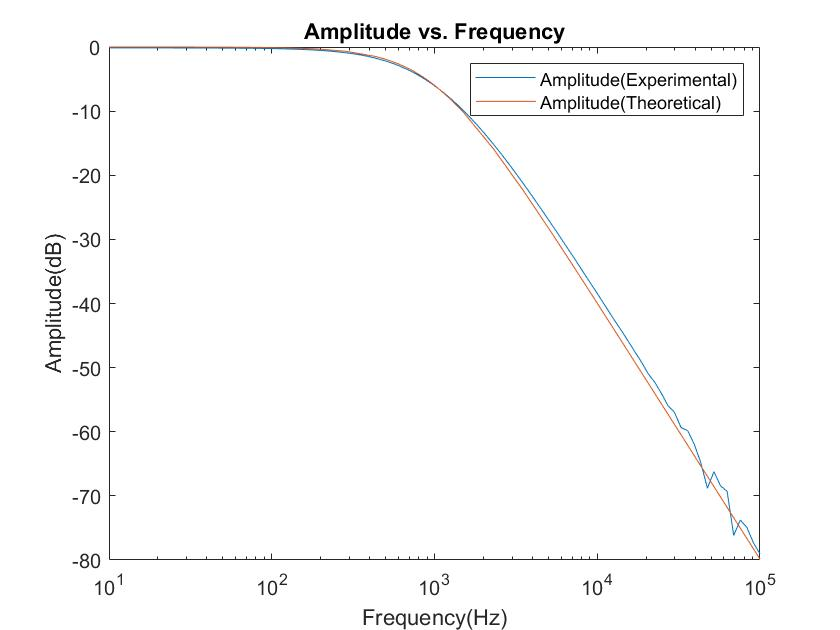 Amplitude vs. Frequency
Amplitude(Experimental)
Amplitude(Theoretical)
Amplitude(dB)
0
-10
-20
-30
-40
-50
-60
-70
-80
10^1 10^2 10^3 10^4 10^5
Frequency(Hz)